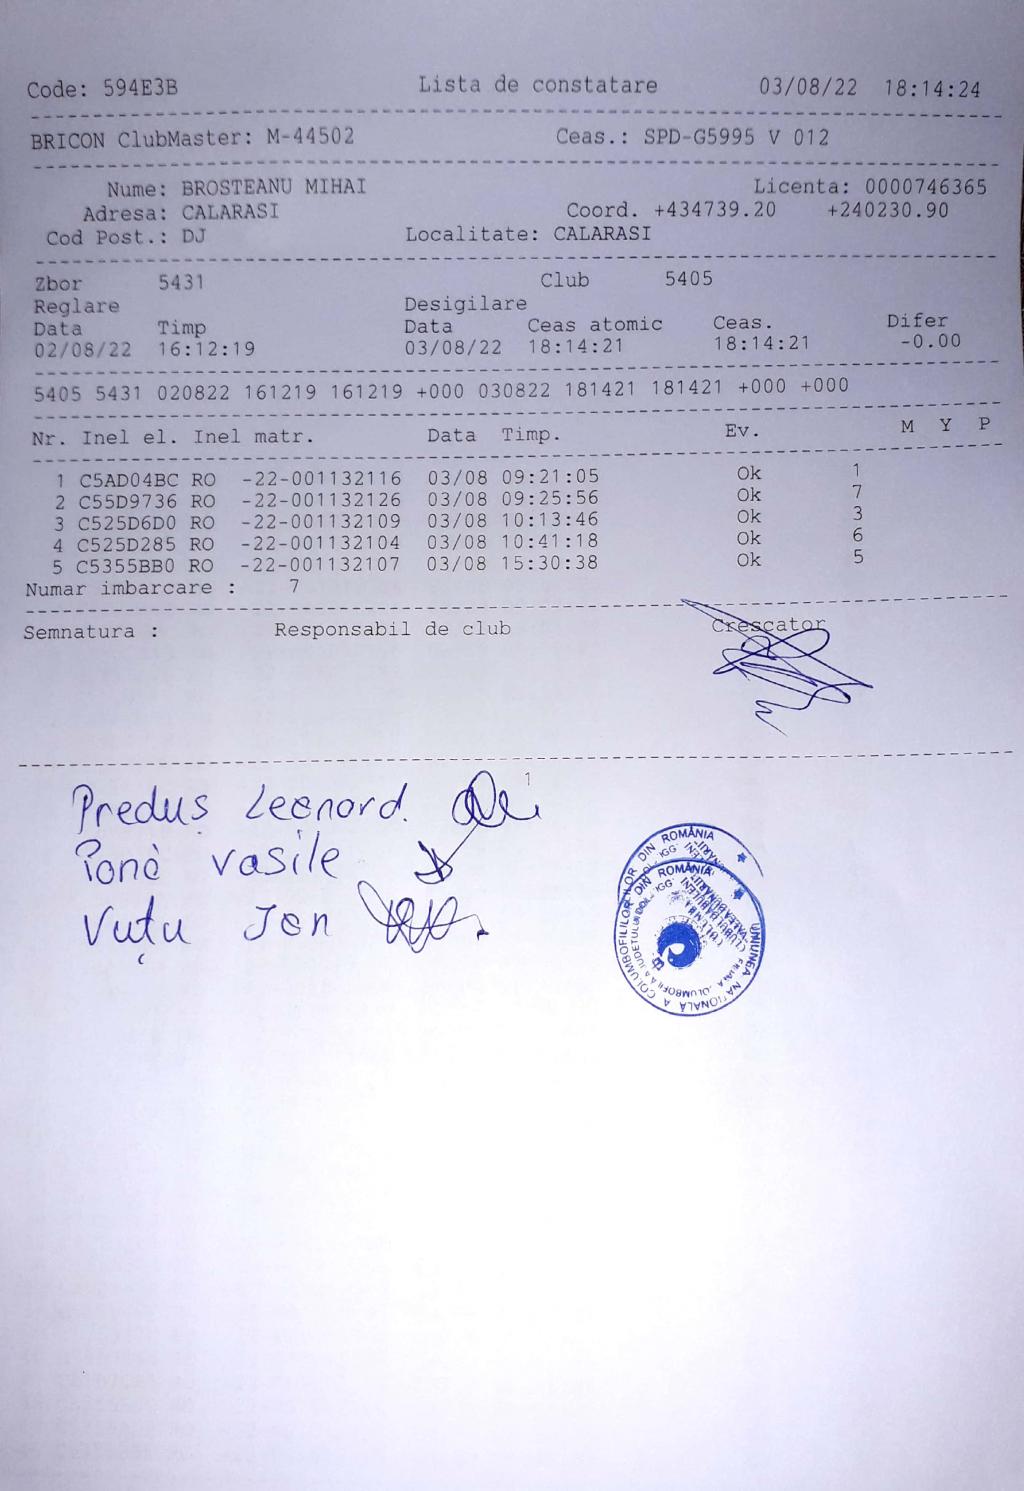 Code: 594E3B Lista de constatare 03/08/22 18:14:24
BRICON ClubMaster: M-44502 Ceas.: SPD-G5995 V 012
Nume: BROSTEANU MIHAI Licenta: 0000746365
Adresa: CALARASI Coord. +434739.20 +240230.90
Cod Post.: DJ Localitate: CALARASI
Zbor 5431 Club 5405
Reglare Desigilare
Data Timp Data Ceas atomic Ceas. Difer
02/08/22 16:12:19 03/08/22 18:14:21 18:14:21 -0.00
5405 5431 020822 161219 161219 +000 030822 181421 181421 +000 +000
Nr. Inel el. Inel matr. Data Timp. Ev. M Y P
1 C5AD04BC RO -22-001132116 03/08 09:21:05 Ok 1
2 C55D9736 RO -22-001132126 03/08 09:25:56 Ok 7
3 C525D6D0 RO -22-001132109 03/08 10:13:46 Ok 3
4 C525D285 RO -22-001132104 03/08 10:41:18 Ok 6
5 C5355BB0 RO -22-001132107 03/08 15:30:38 Ok 5
Numar imbarcare : 7
Semnatura : Responsabil de club Crescator
1
Preduș Leonard.
Vasile
Vuțu Ion
UNIUNEA NAȚIONALĂ A COLUMBOFILILOR DIN ROMÂNIA